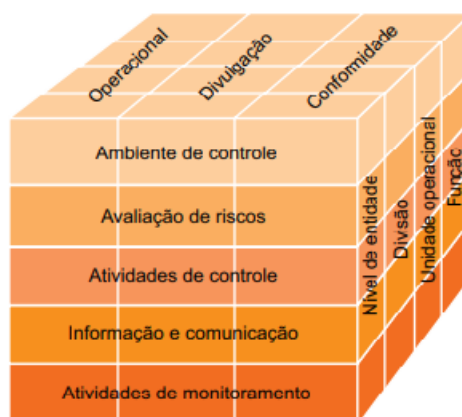 Operacional
Divulgação
Conformidade
Ambiente de controle
Avaliação de riscos
Atividades de controle
Informação e comunicação
Atividades de monitoramento
Nível de entidade
Divsão
Unidade operacional
Funçãc